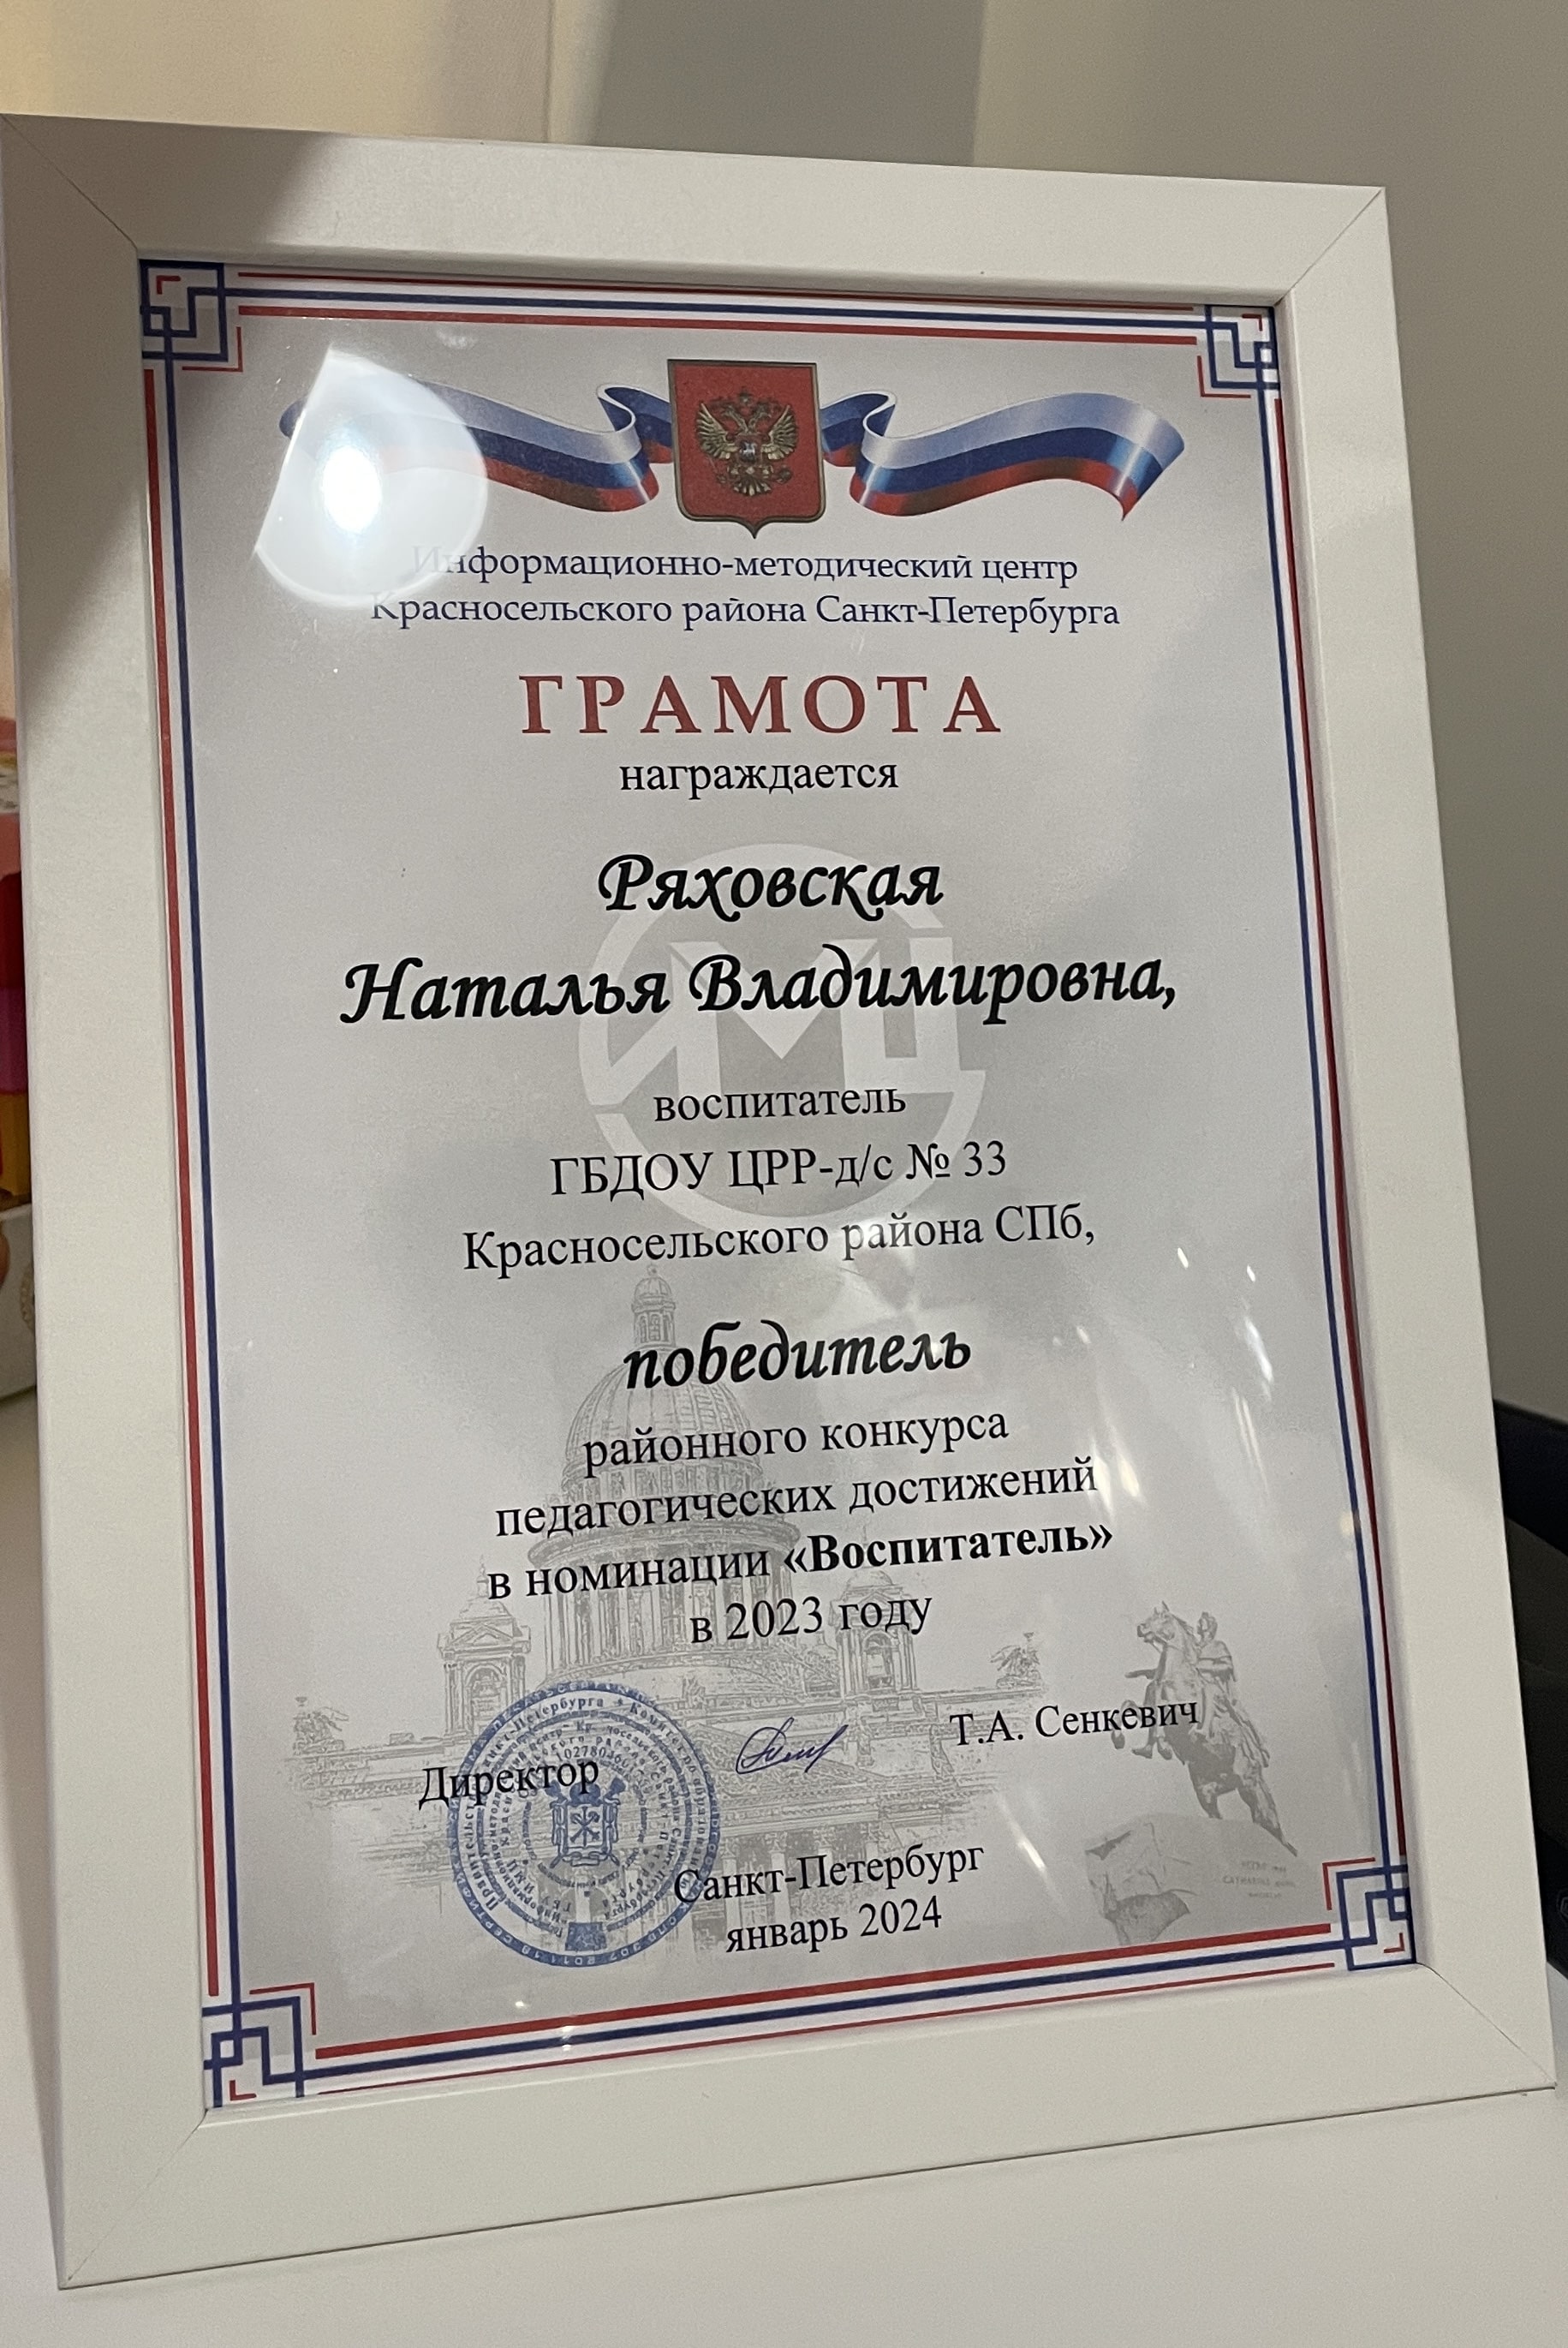 Информационно-методический центр
Красносельского района Санкт-Петербурга
ГРАМОТА
награждается
Ряховская
Наталья Владимировна,
воспитатель
ГБДОУ ЦРР-д/с № 33
Красносельского района СПб,
победитель
районного конкурса
педагогических достижений
в номинации «Воспитатель»
в 2023 году
Директор
Т.А. Сенкевич
Санкт-Петербург
январь 2024